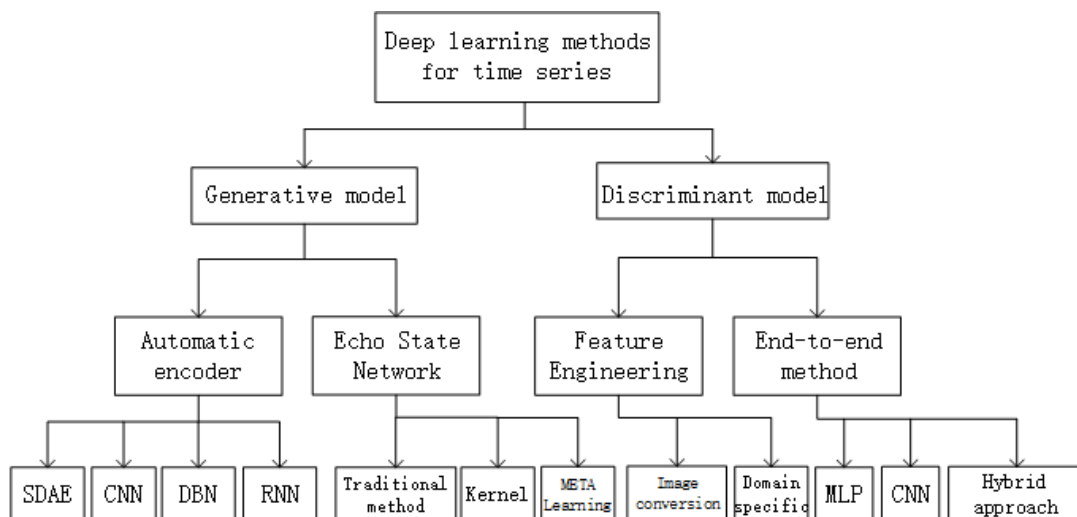 Deep learning methods
for time series
Generative model
Discriminant model
Automatic
encoder
Echo State
Network
Feature
Engineering
End-to-end
method
SDAE
CNN
DBN
RNN
Traditional
method
Kernel
META
Learning
Image
conversion
Domain
specific
MLP
CNN
Hybrid
approach